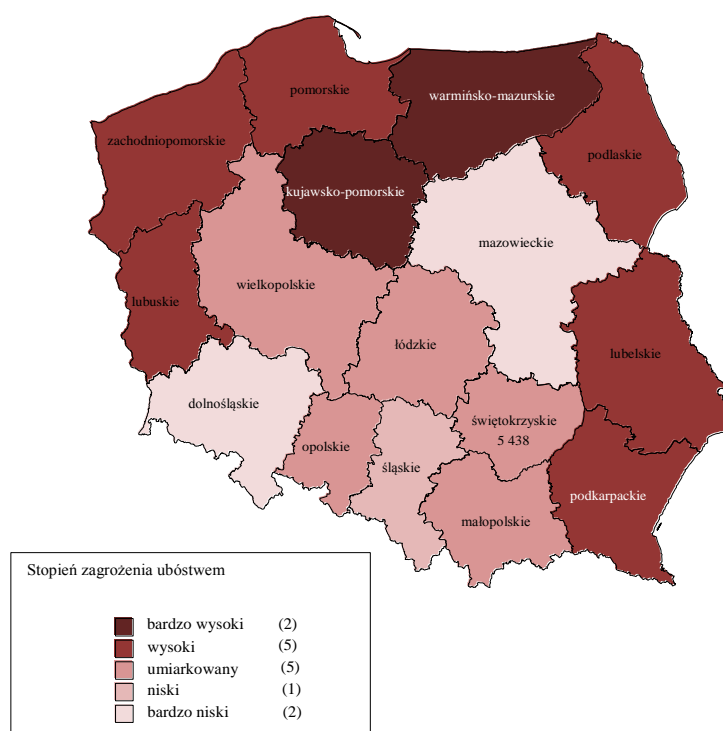 pomorskie
warmińsko-mazurskie
zachodniopomorskie
podlaskie
kujawsko-pomorskie
mazowieckie
wielkopolskie
lubuskie
łódzkie
lubelskie
dolnośląskie
świętokrzyskie
5 438
opolskie
śląskie
podkarpackie
małopolskie
Stopień zagrożenia ubóstwem
bardzo wysoki (2)
wysoki (5)
umiarkowany (5)
niski (1)
bardzo niski (2)